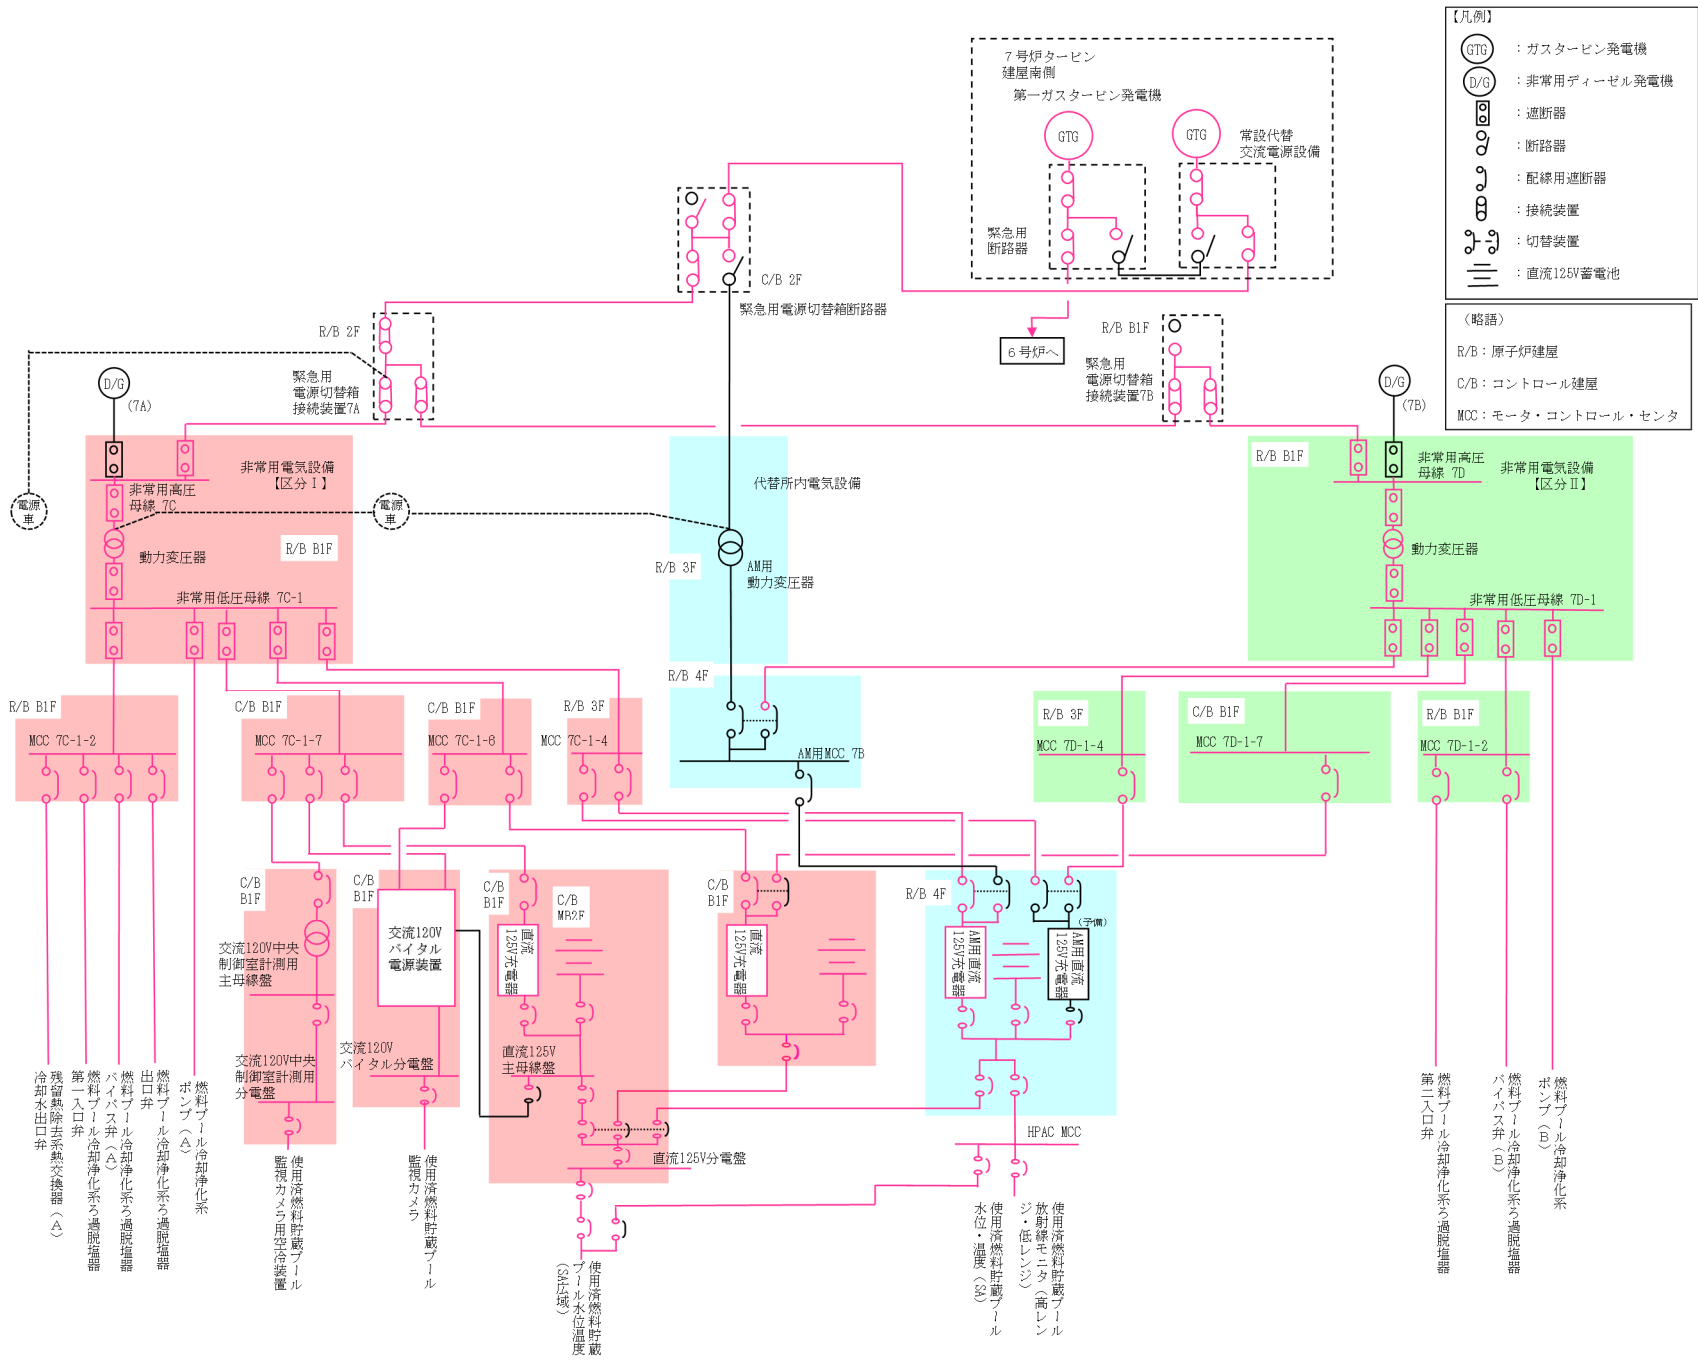 【凡例】
GTG
：ガスタービン発電機
D/G
：非常用ディーゼル発電機
：遮断器
：断路器
：配線用遮断器
：接続装置
：切替装置
：直流125V蓄電池
（略語）
R/B：原子炉建屋
C/B：コントロール建屋
MCC：モータ・コントロール・センタ
７号炉タービン
建屋南側
第一ガスタービン発電機
GTG
GTG
常設代替
交流電源設備
緊急用
断路器
６号炉へ
C/B 2F
緊急用電源切替箱断路器
R/B 2F
緊急用
電源切替箱
接続装置7A
R/B B1F
緊急用
電源切替箱
接続装置7B
D/G
(7A)
D/G
(7B)
電源
車
電源
車
非常用電気設備
【区分Ⅰ】
非常用高圧
母線 7C
動力変圧器
R/B B1F
非常用低圧母線 7C-1
代替所内電気設備
R/B 3F
AM用
動力変圧器
R/B B1F
非常用高圧
母線 7D
非常用電気設備
【区分Ⅱ】
動力変圧器
非常用低圧母線 7D-1
R/B B1F
MCC 7C-1-2
C/B B1F
MCC 7C-1-7
C/B B1F
MCC 7C-1-6
R/B 3F
MCC 7C-1-4
R/B 4F
AM用MCC 7B
R/B 3F
MCC 7D-1-4
C/B B1F
MCC 7D-1-7
R/B B1F
MCC 7D-1-2
C/B
B1F
交流120V中央
制御室計測用
主母線盤
交流120V中央
制御室計測用
分電盤
C/B
B1F
交流120V
バイタル
電源装置
交流120V
バイタル分電盤
C/B
B1F
直流
125V充電器
C/B
MB2F
直流125V
主母線盤
直流125V分電盤
C/B
B1F
直流
125V充電器
R/B 4F
AM用直流
125V充電器
(予備)
AM用直流
125V充電器
HPAC MCC
残留熱除去系熱交換器（Ａ）
冷却水出口弁
燃料プール冷却浄化系ろ過脱塩器
第一入口弁
燃料プール冷却浄化系ろ過脱塩器
バイパス弁（Ａ）
燃料プール冷却浄化系ろ過脱塩器
出口弁
燃料プール冷却浄化系
ポンプ（Ａ）
使用済燃料貯蔵プール
監視カメラ用空冷装置
使用済燃料貯蔵プール
監視カメラ
使用済燃料貯蔵
プール水位温度
（SA広域）
使用済燃料貯蔵プール
水位・温度（SA）
使用済燃料貯蔵プール
放射線モニタ（高レン
ジ・低レンジ）
燃料プール冷却浄化系ろ過脱塩器
第二入口弁
燃料プール冷却浄化系ろ過脱塩器
バイパス弁（Ｂ）
燃料プール冷却浄化系
ポンプ（Ｂ）